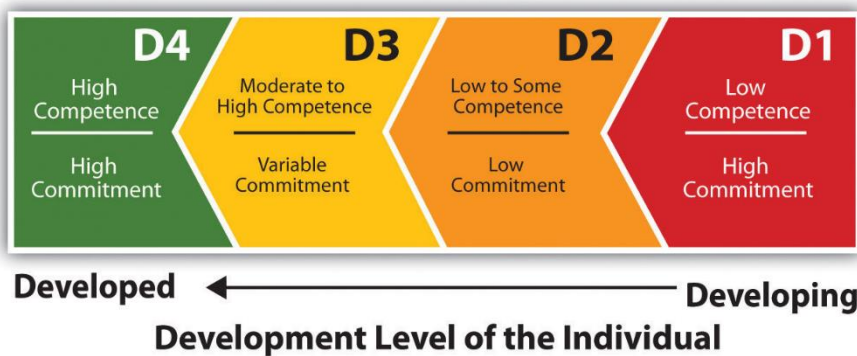 D4
High
Competence
High
Commitment
D3
Moderate to
High Competence
Variable
Commitment
D2
Low to Some
Competence
Low
Commitment
D1
Low
Competence
High
Commitment
Developed
Developing
Development Level of the Individual